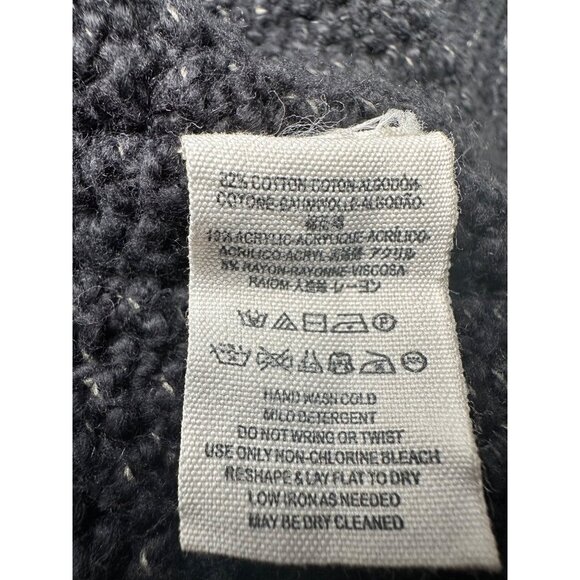 82% COTTON-COTON-ALGODÓN-
COTONE-BAUMWOLLE-ALGODÃO-
棉花 綿
13% ACRYLIC-ACRYLIQUE-ACRÍLICO-
ACRILICO-ACRYL- アクリル
5% RAYON-RAYONNE-VISCOSA-
RAIOM-人造絲 レーヨン
P
HAND WASH COLD
MILD DETERGENT
DO NOT WRING OR TWIST
USE ONLY NON-CHLORINE BLEACH
RESHAPE & LAY FLAT TO DRY
LOW IRON AS NEEDED
MAY BE DRY CLEANED